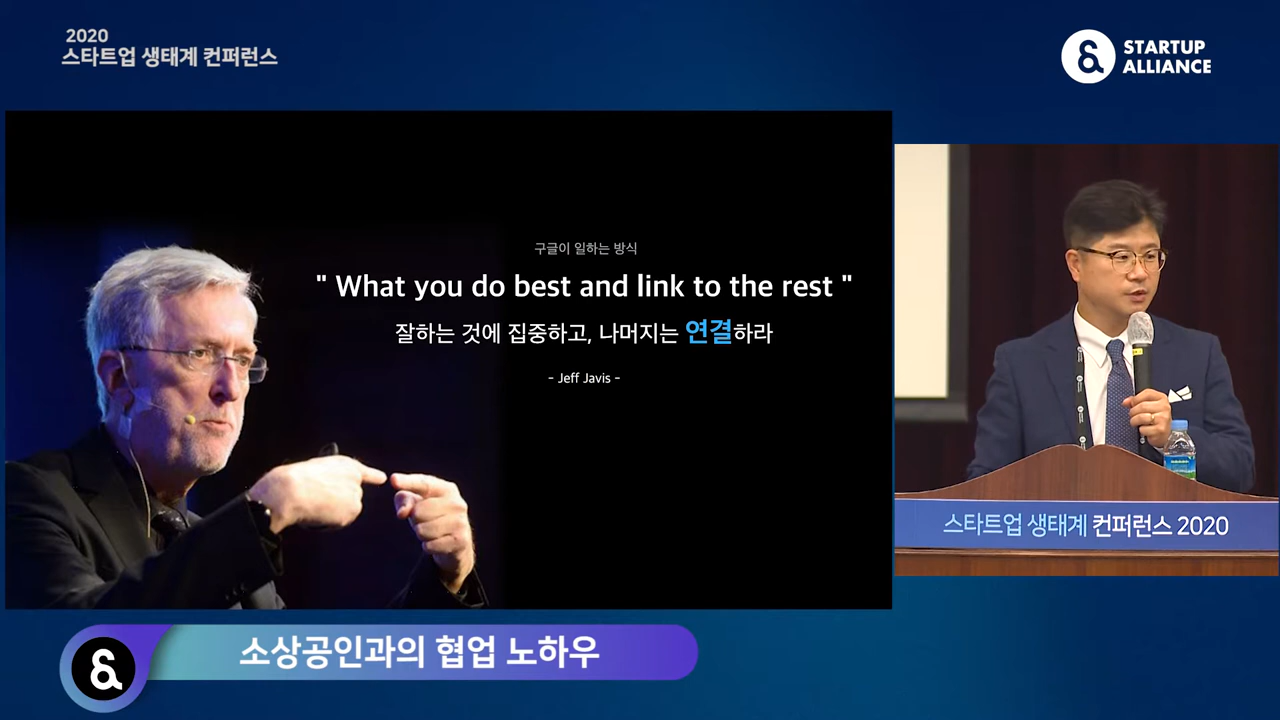 2020
스타트업 생태계 컨퍼런스
STARTUP
ALLIANCE
구글이 일하는 방식
" What you do best and link to the rest "
잘하는 것에 집중하고, 나머지는 연결하라
- Jeff Javis -
스타트업 생태계 컨퍼런스 2020
소상공인과의 협업 노하우